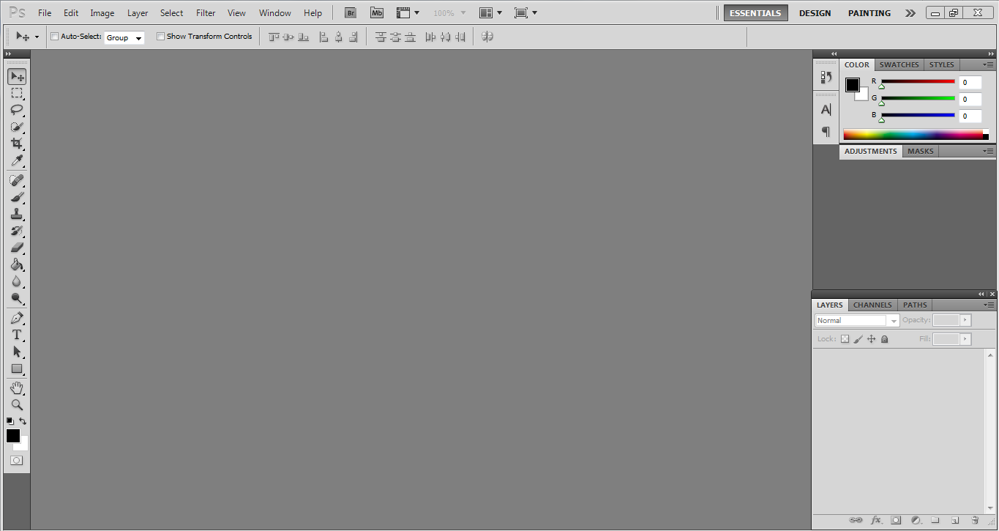 Ps File Edit Image Layer Select Filter View Window Help Br Mb 100% ESSENTIALS DESIGN PAINTING
Auto-Select: Group Show Transform Controls
COLOR SWATCHES STYLES
R 0
G 0
B 0
A
ADJUSTMENTS MASKS
LAYERS CHANNELS PATHS
Normal Opacity:
Lock: Fill:
T
fx